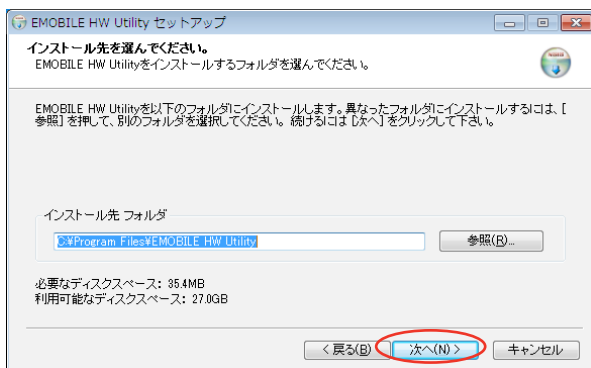 EMOBILE HW Utility セットアップ
インストール先を選んでください。
EMOBILE HW Utilityをインストールするフォルダを選んでください。
EMOBILE HW Utilityを以下のフォルダにインストールします。異なったフォルダにインストールするには、[
参照] を押して、別のフォルダを選択してください。 続けるには [次へ] をクリックして下さい。
インストール先 フォルダ
C:¥Program Files¥EMOBILE HW Utility
参照(R)...
必要なディスクスペース: 35.4MB
利用可能なディスクスペース: 27.0GB
< 戻る(B)
次へ(N) >
キャンセル